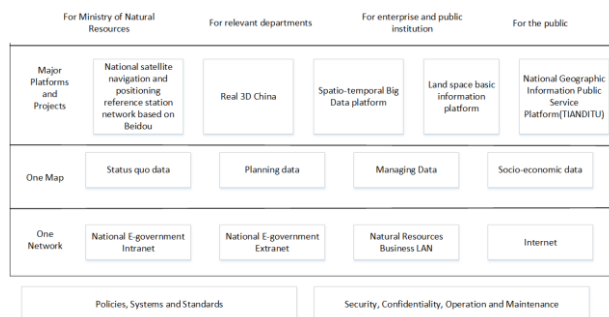 For Ministry of Natural
Resources
For relevant departments
For enterprise and public
institution
For the public
Major
Platforms
and
Projects
National satellite
navigation and
positioning
reference station
network based on
Beidou
Real 3D China
Spatio-temporal Big
Data platform
Land space basic
information
platform
National Geographic
Information Public
Service
Platform(TIANDITU)
One Map
Status quo data
Planning data
Managing Data
Socio-economic data
One
Network
National E-government
Intranet
National E-government
Extranet
Natural Resources
Business LAN
Internet
Policies, Systems and Standards
Security, Confidentiality, Operation and Maintenance